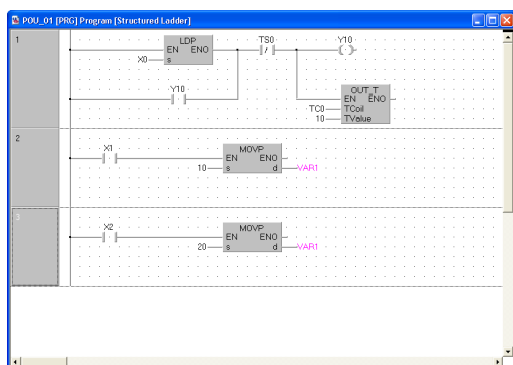 POU_01 [PRG] Program [Structured Ladder]
1
LDP
EN ENO
X0 s
TS0
Y10
Y10
OUT_T
EN ENO
TC0 TCoil
10 TValue
2
X1
MOVP
EN ENO
10 s d VAR1
3
X2
MOVP
EN ENO
20 s d VAR1